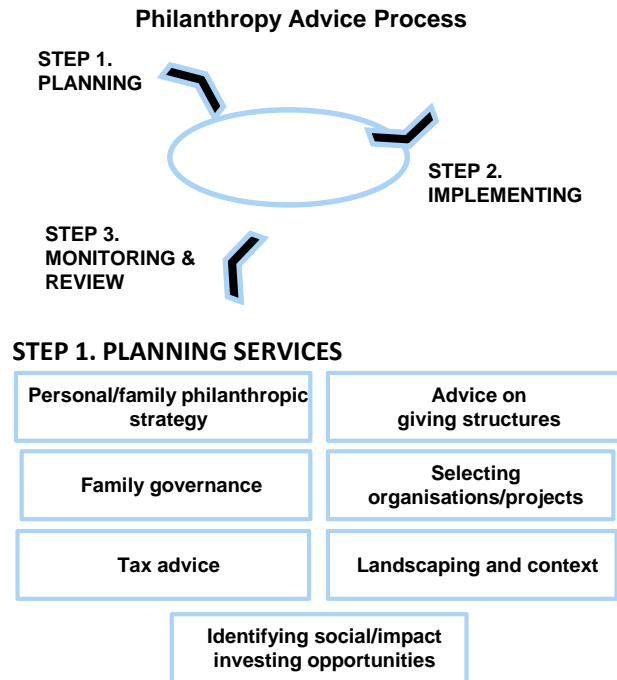 Philanthropy Advice Process
STEP 1.
PLANNING
STEP 2.
IMPLEMENTING
STEP 3.
MONITORING &
REVIEW
STEP 1. PLANNING SERVICES
Personal/family philanthropic
strategy
Advice on
giving structures
Family governance
Selecting
organisations/projects
Tax advice
Landscaping and context
Identifying social/impact
investing opportunities